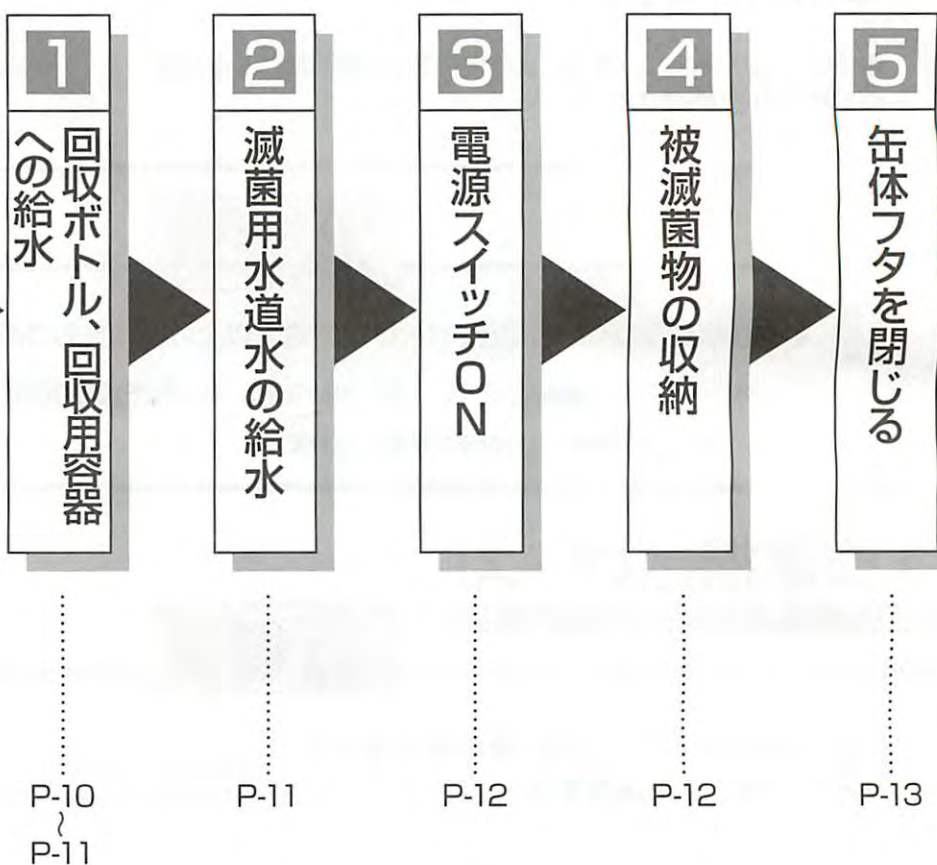 1
回収ボトル、回収用容器
への給水
P-10
〜
P-11
2
滅菌用水道水の給水
P-11
3
電源スイッチON
P-12
4
被滅菌物の収納
P-12
5
缶体フタを閉じる
P-13